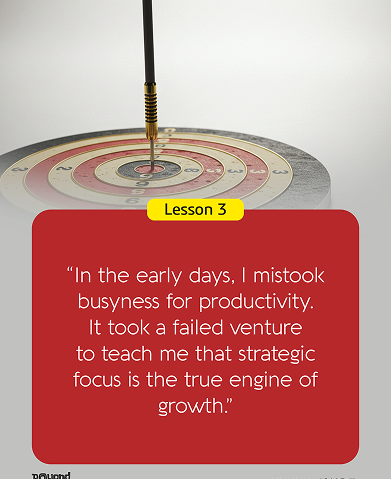 Lesson 3
“In the early days, I mistook
busyness for productivity.
It took a failed venture
to teach me that strategic
focus is the true engine of
growth.”